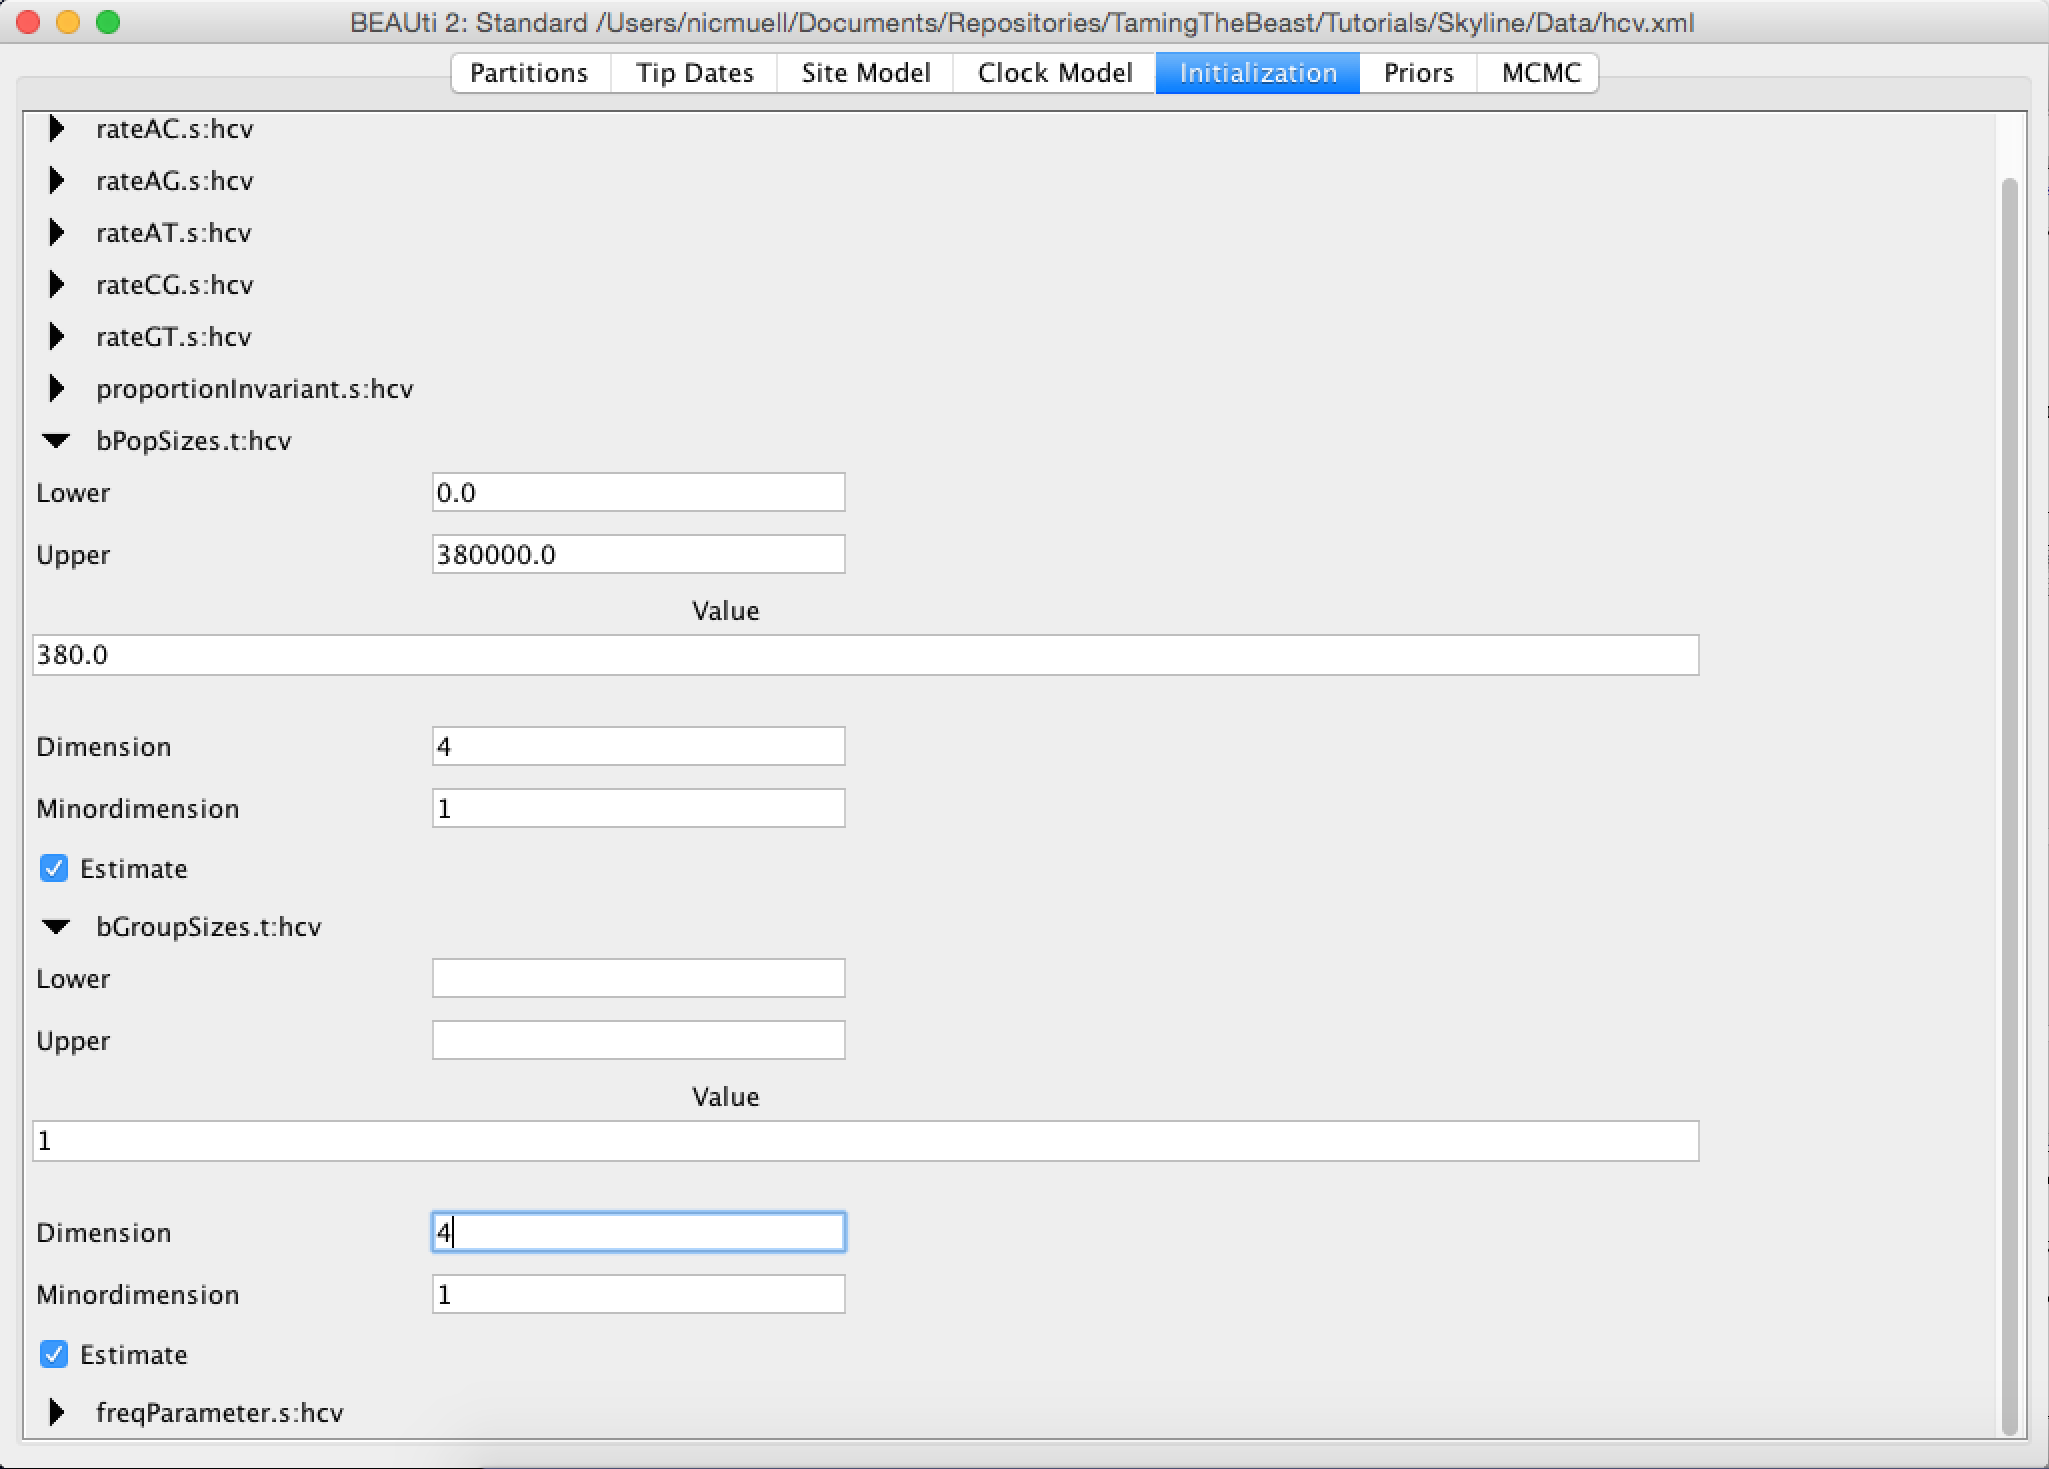 BEAUti 2: Standard /Users/nicmuell/Documents/Repositories/TamingTheBeast/Tutorials/Skyline/Data/hcv.xml
Partitions Tip Dates Site Model Clock Model Initialization Priors MCMC
rateAC.s:hcv
rateAG.s:hcv
rateAT.s:hcv
rateCG.s:hcv
rateGT.s:hcv
proportionInvariant.s:hcv
bPopSizes.t:hcv
Lower 0.0
Upper 380000.0
Value
380.0
Dimension 4
Minordimension 1
Estimate
bGroupSizes.t:hcv
Lower
Upper
Value
1
Dimension 4
Minordimension 1
Estimate
freqParameter.s:hcv